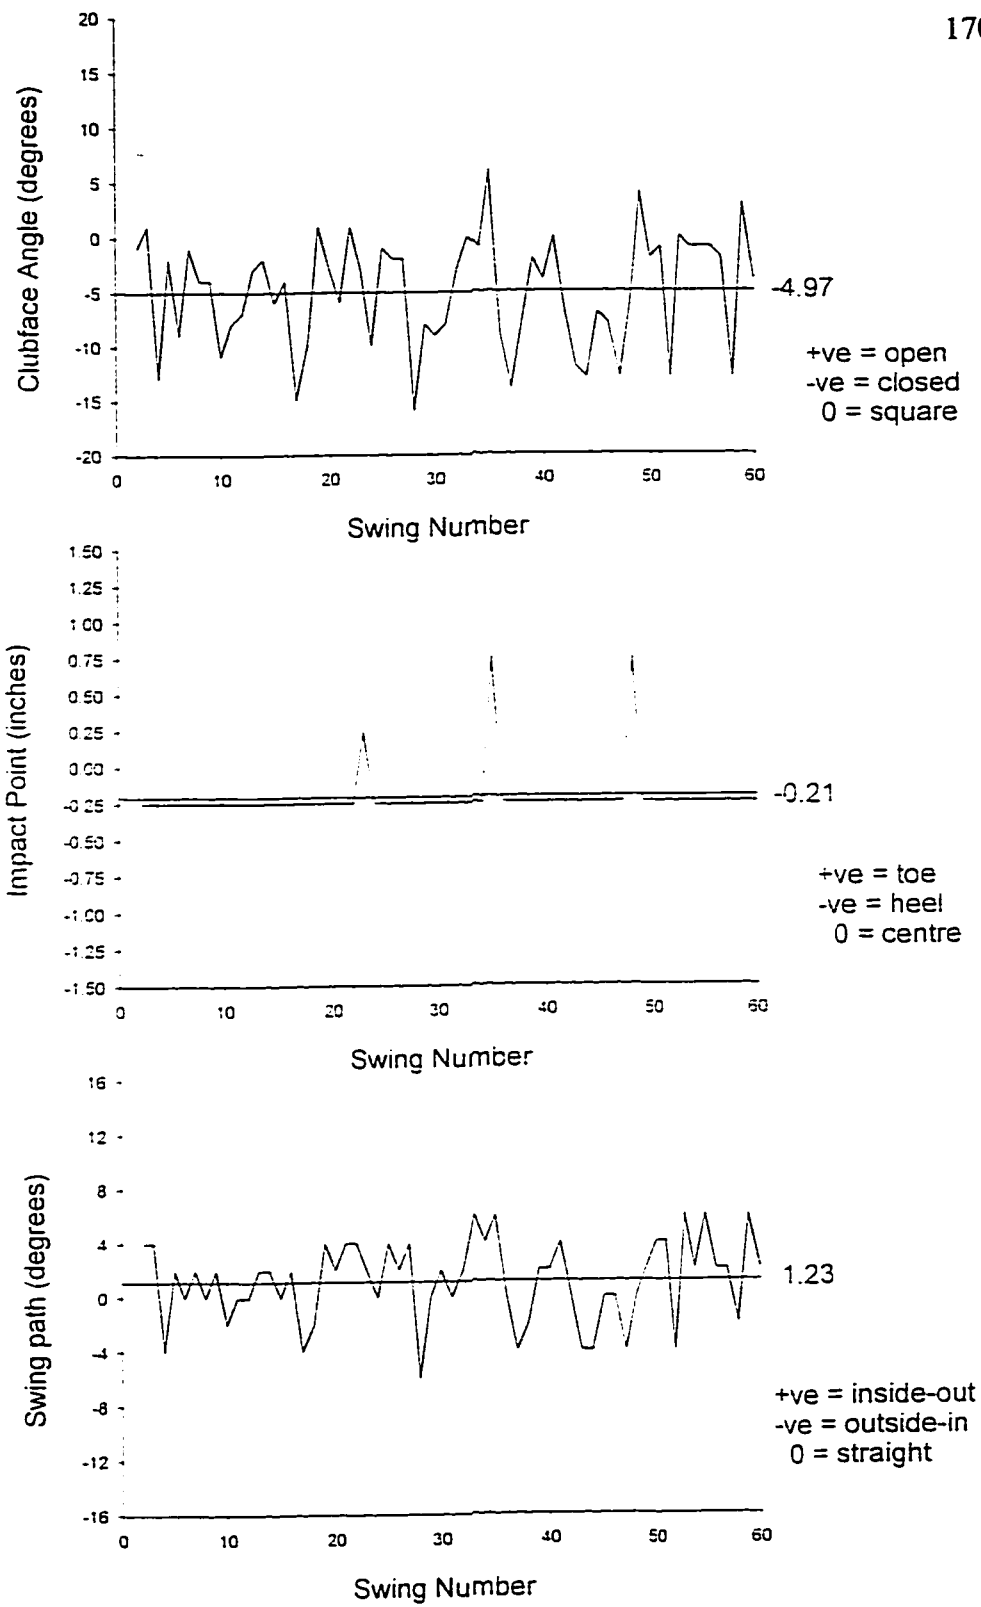 170
20
15
10
5
0
-5
-10
-15
-20
Clubface Angle (degrees)
-4.97
+ve = open
-ve = closed
0 = square
0 10 20 30 40 50 60
Swing Number
1.50
1.25
1.00
0.75
0.50
0.25
0.00
-0.25
-0.50
-0.75
-1.00
-1.25
-1.50
Impact Point (inches)
-0.21
+ve = toe
-ve = heel
0 = centre
0 10 20 30 40 50 60
Swing Number
16
12
8
4
0
-4
-8
-12
-16
Swing path (degrees)
1.23
+ve = inside-out
-ve = outside-in
0 = straight
0 10 20 30 40 50 60
Swing Number